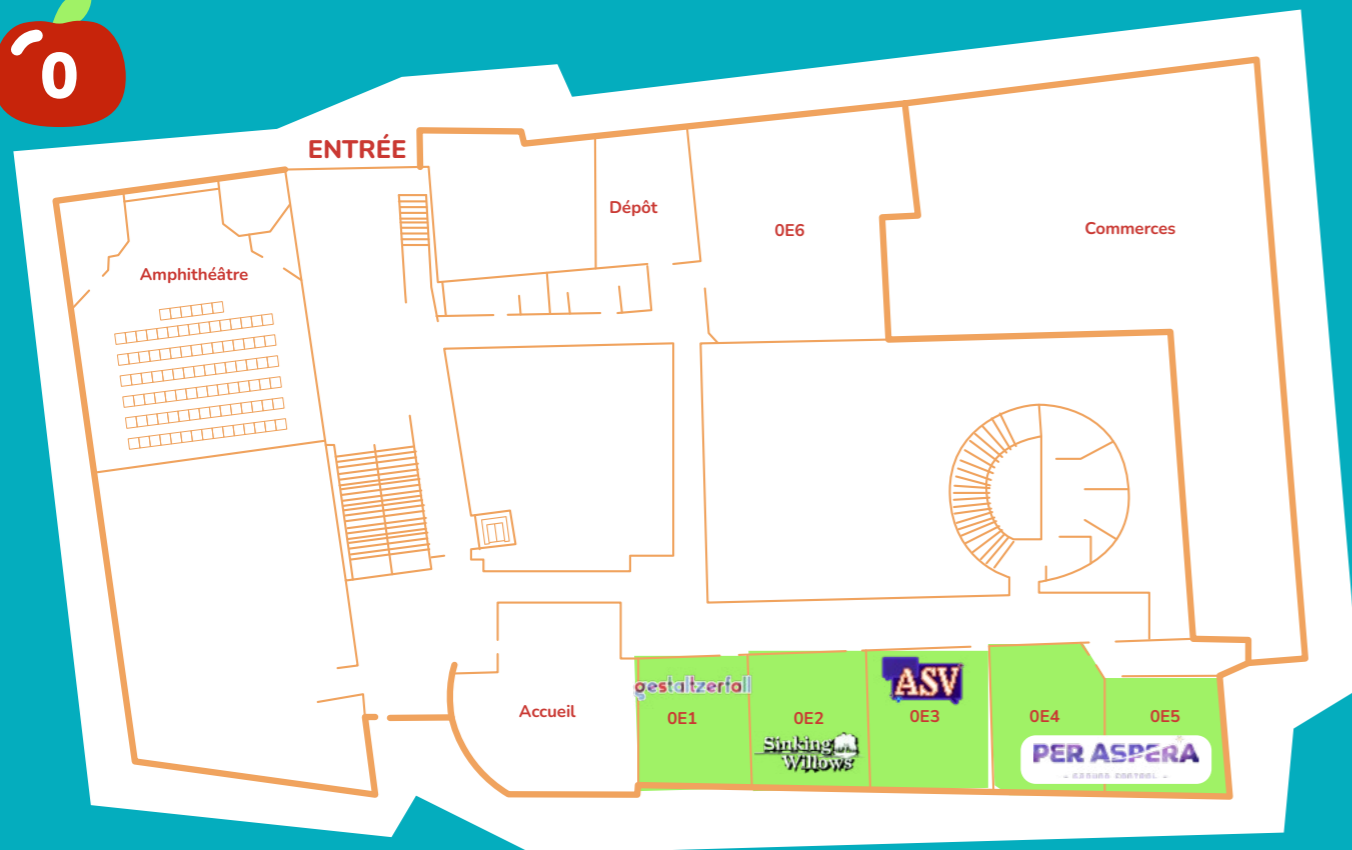 0
ENTRÉE
Dépôt
0E6
Commerces
Amphithéâtre
gestaltzerfall
ASV
Accueil
0E1
0E2
0E3
0E4
0E5
Sinking
Willows
PER ASPERA